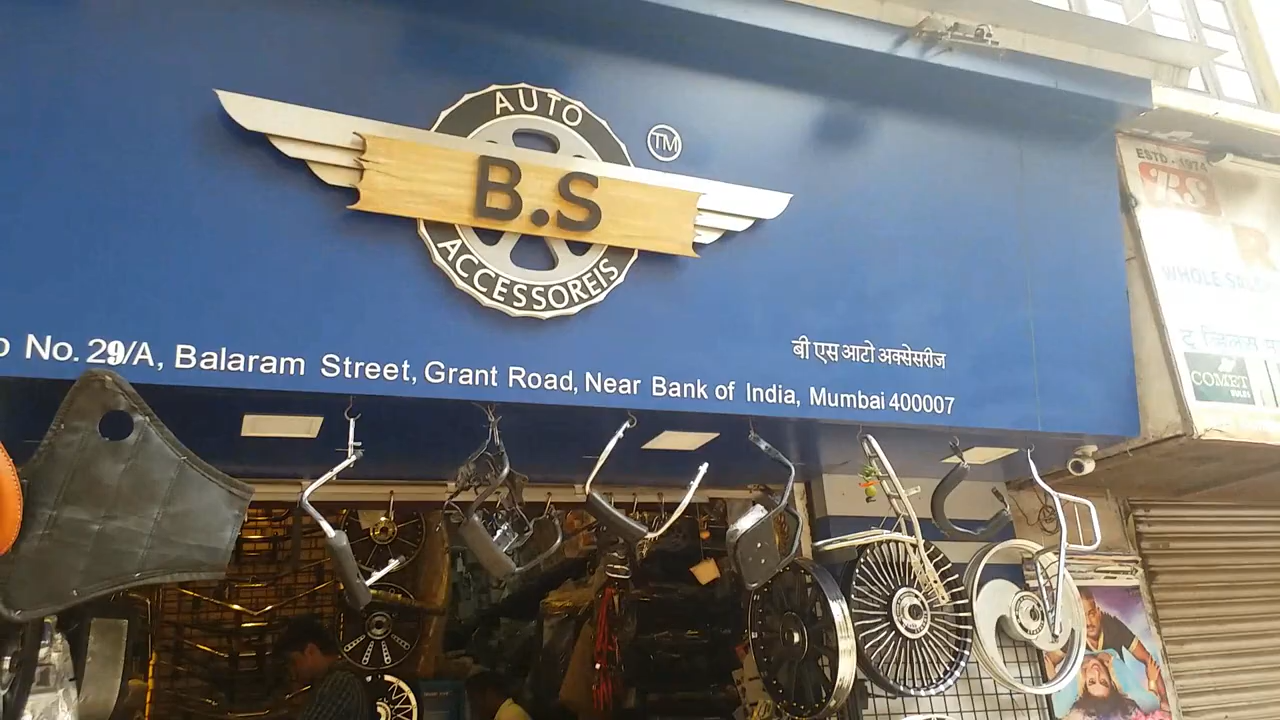 AUTO
TM
B.S
ACCESSOREIS
बी एस आटो अक्सेसरीज
No. 29/A, Balaram Street, Grant Road, Near Bank of India, Mumbai 400007
ESTD - 1974
BS
R
WHOLE
COMET